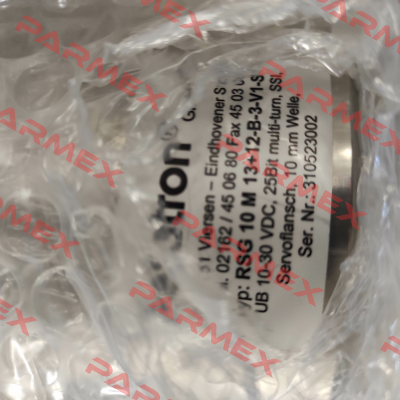 tron®
G
Viersen – Eindhovener S
02162 / 45 06 80 Fax 45 03
yp: RSG 10 M 13+12-B-3-V1-S
UB 10-30 VDC, 25Bit multi-turn, SSI,
Servoflansch, 10 mm Welle,
Ser. Nr.: 310523002
PARMEX
PARMEX
PARMEX
PARMEX
PARMEX
PARMEX